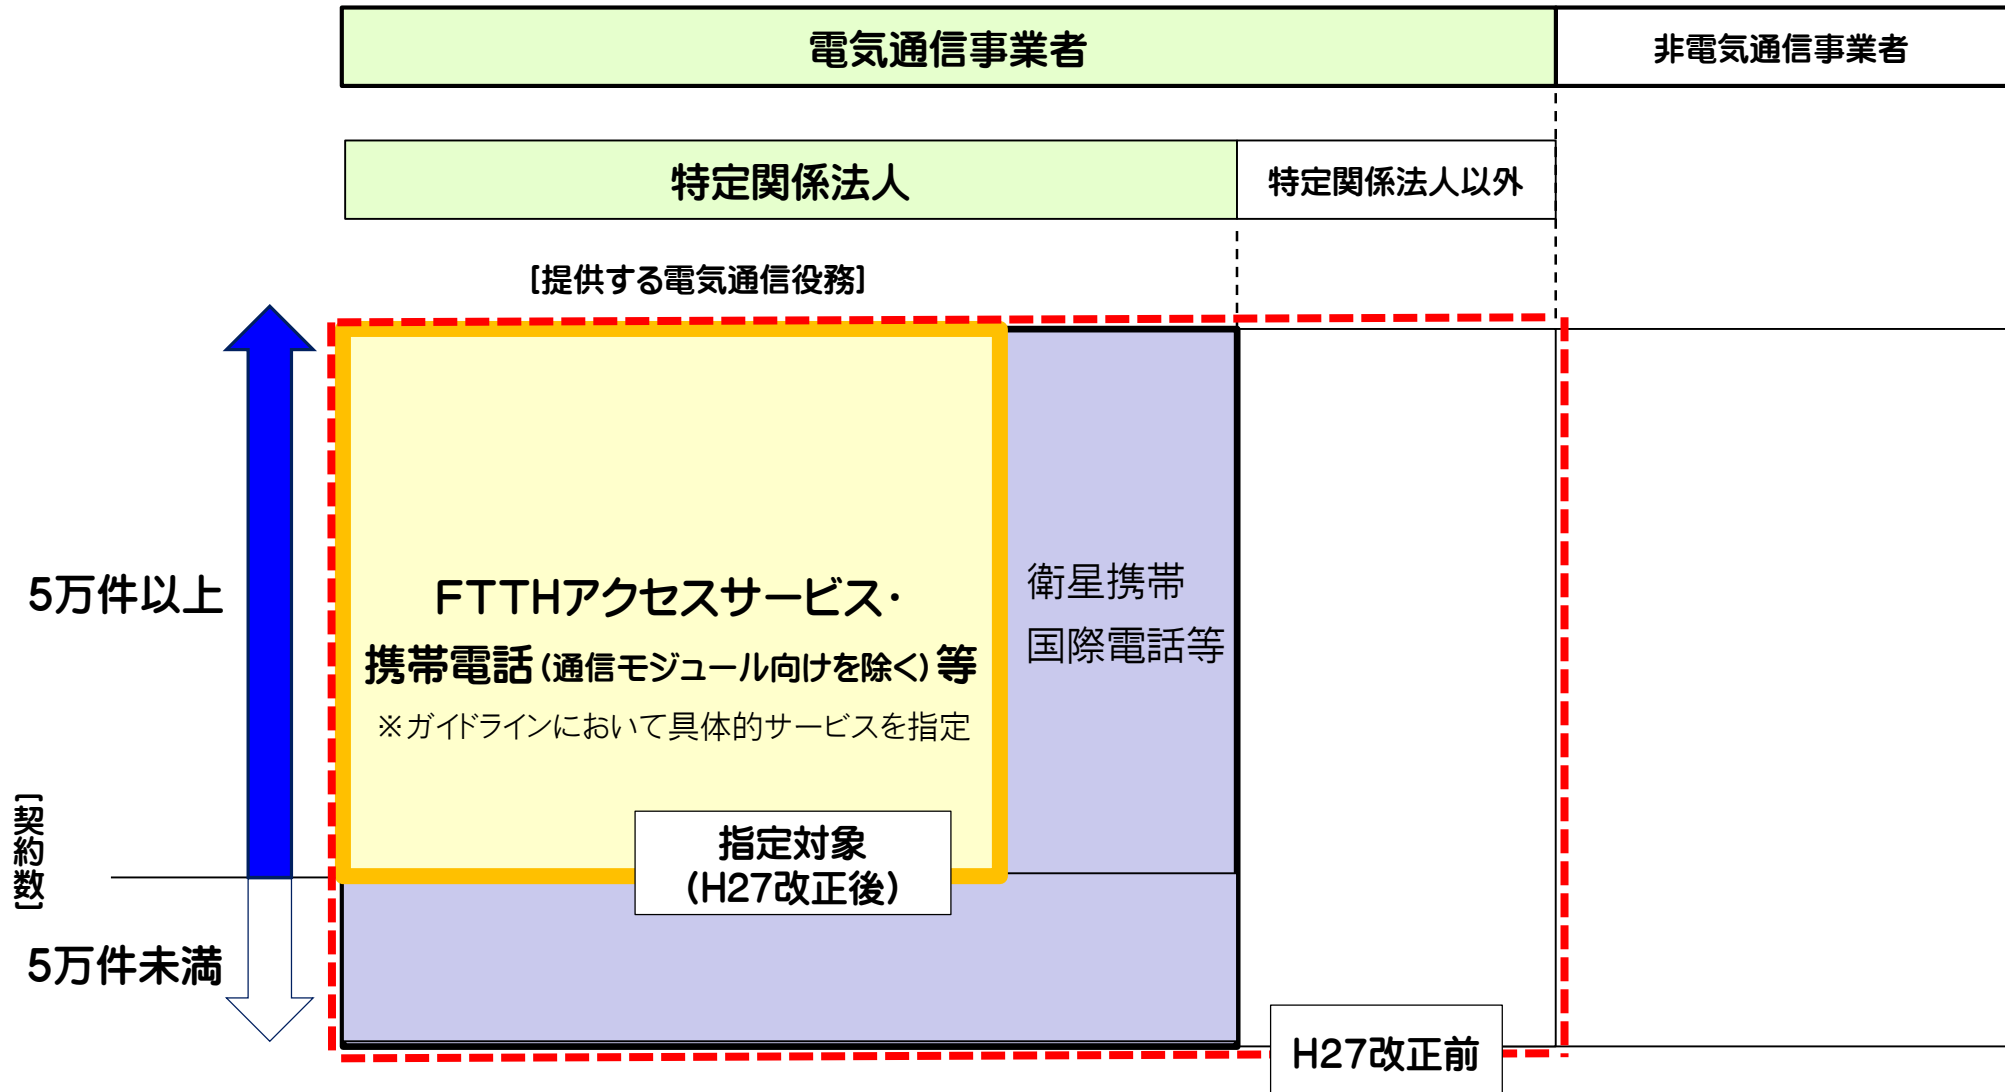 電気通信事業者
非電気通信事業者
特定関係法人
特定関係法人以外
[提供する電気通信役務]
5万件以上
FTTHアクセスサービス・
携帯電話(通信モジュール向けを除く)等
※ガイドラインにおいて具体的サービスを指定
衛星携帯
国際電話等
[契約数]
指定対象
(H27改正後)
5万件未満
H27改正前